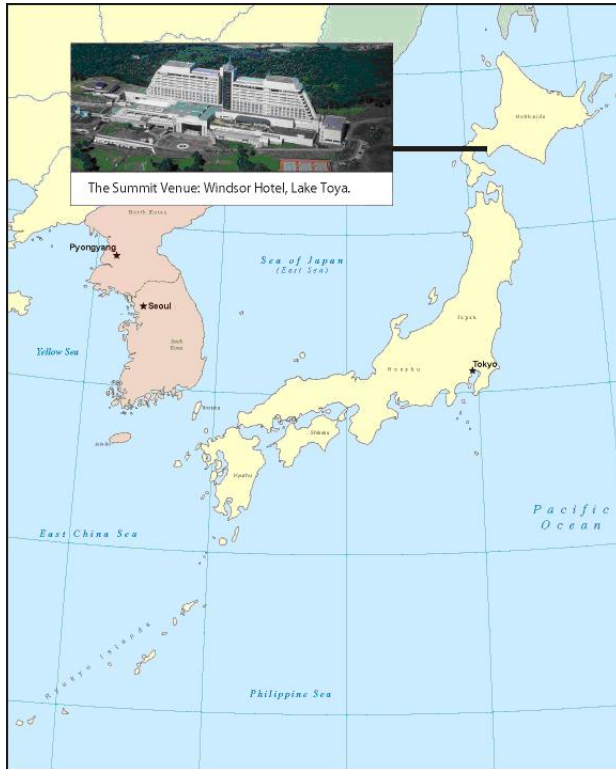 Hokkaido
The Summit Venue: Windsor Hotel, Lake Toya.
North Korea
Pyongyang
Sea of Japan
(East Sea)
Seoul
Japan
South
Korea
Yellow Sea
Honshu
Tokyo
Shikoku
Kyushu
Pacific
Ocean
East China Sea
Ryukyu Islands
Philippine Sea